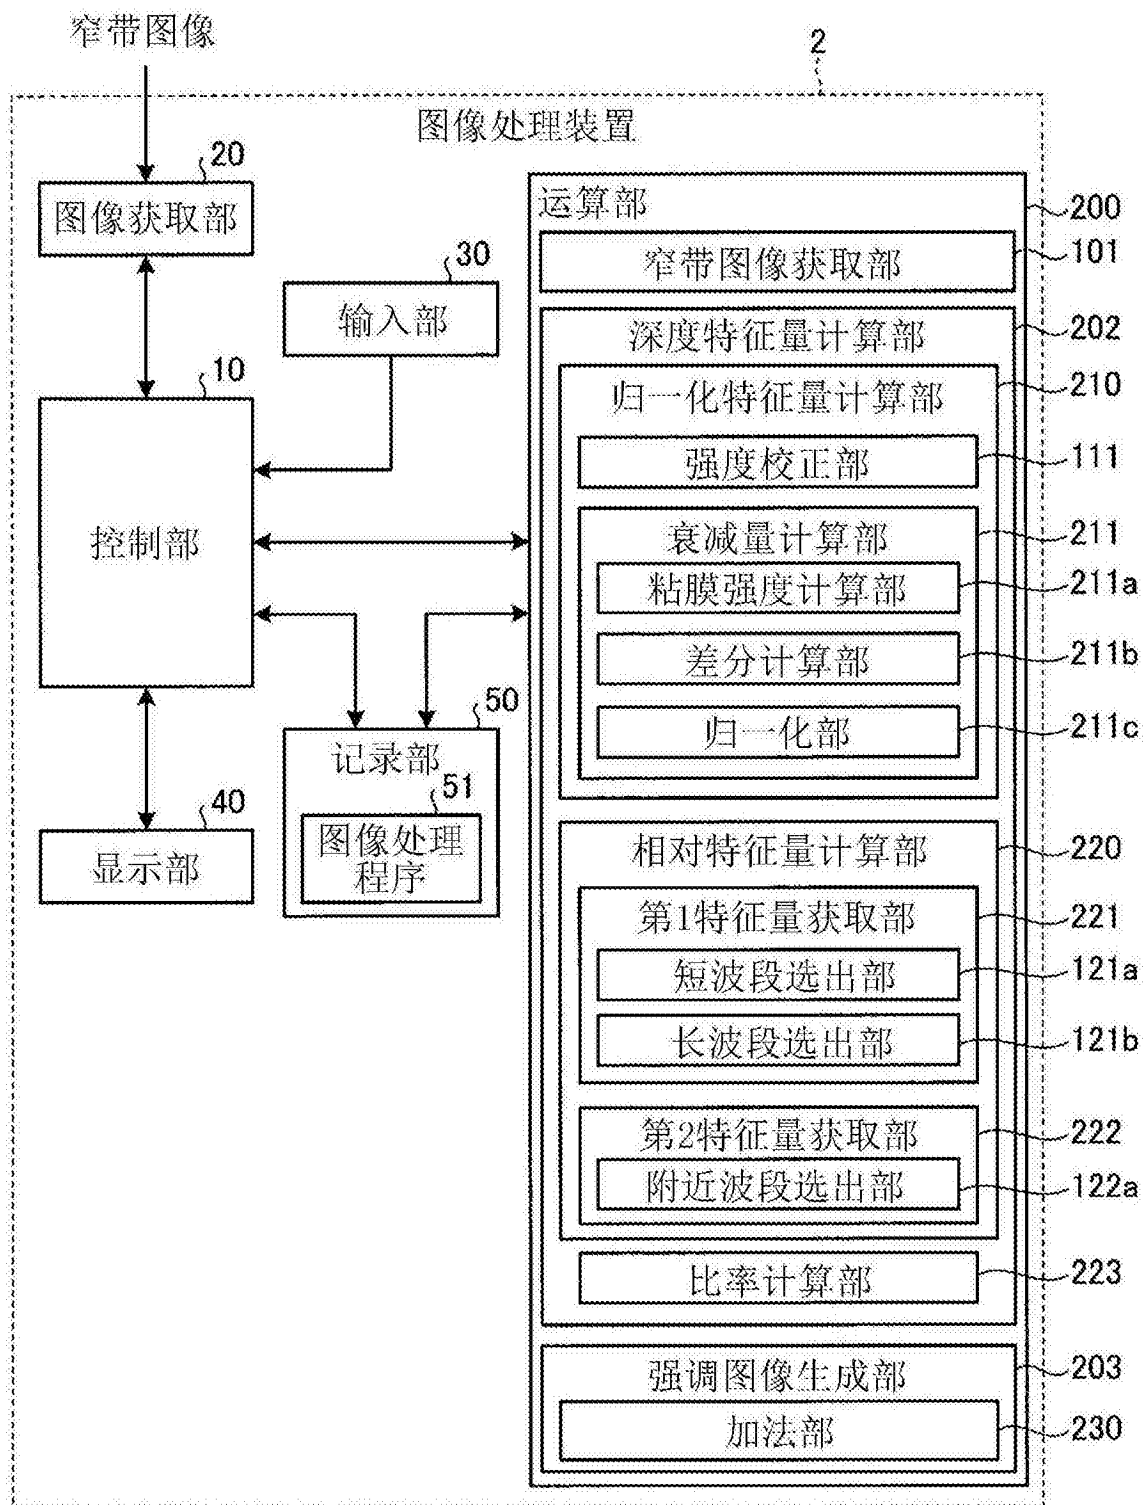 窄带图像
2
图像处理装置
20
图像获取部
30
输入部
10
控制部
50
记录部
51
图像处理
程序
40
显示部
运算部
200
窄带图像获取部
101
深度特征量计算部
202
归一化特征量计算部
210
强度校正部
111
衰减量计算部
211
粘膜强度计算部
211a
差分计算部
211b
归一化部
211c
相对特征量计算部
220
第1特征量获取部
221
短波段选出部
121a
长波段选出部
121b
第2特征量获取部
222
附近波段选出部
122a
比率计算部
223
强调图像生成部
203
加法部
230